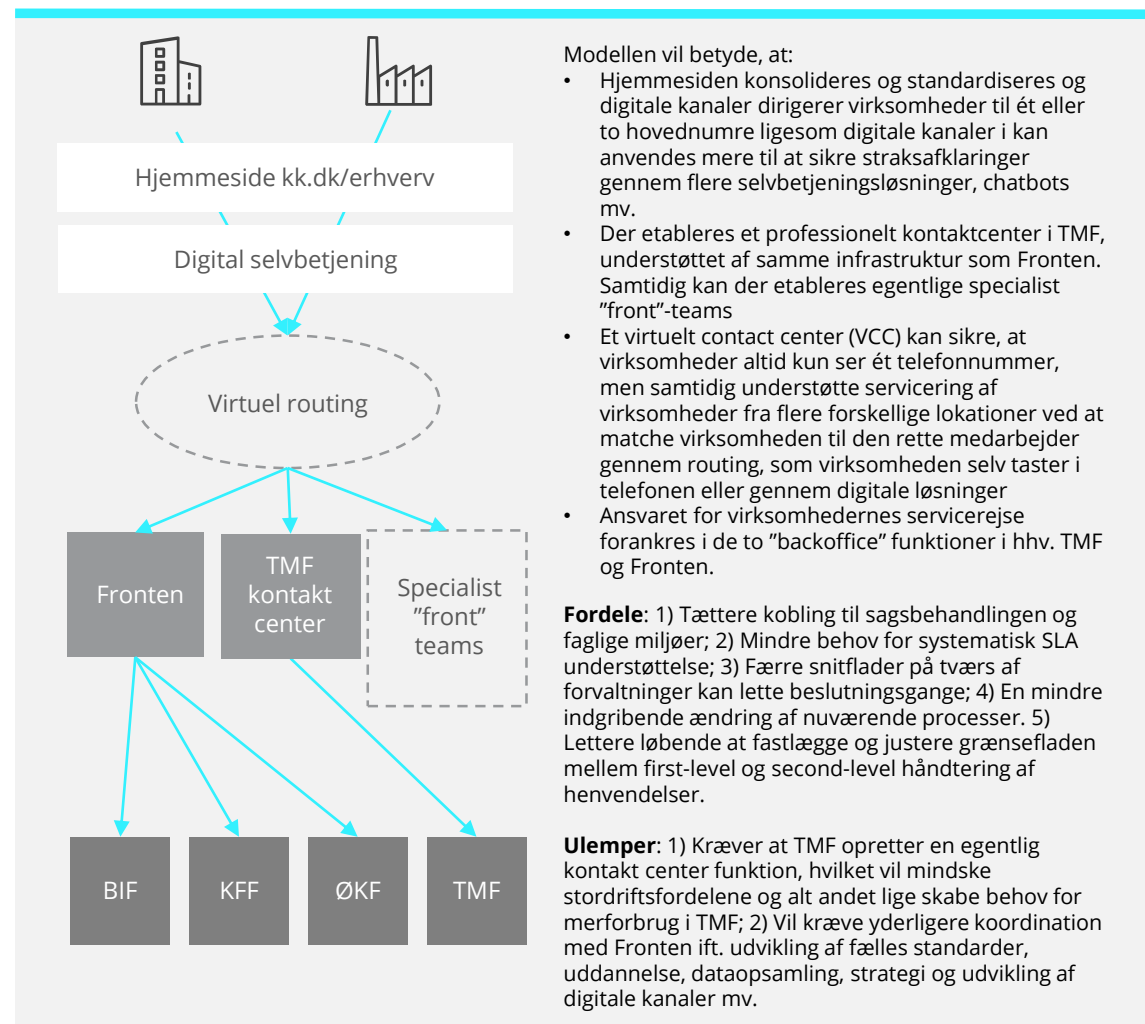 Hjemmeside kk.dk/erhverv
Digital selvbetjening
Virtuel routing
Fronten
TMF
kontakt
center
Specialist
”front”
teams
BIF
KFF
ØKF
TMF
Modellen vil betyde, at:
• Hjemmesiden konsolideres og standardiseres og
digitale kanaler dirigerer virksomheder til ét eller
to hovednumre ligesom digitale kanaler i kan
anvendes mere til at sikre straksafklaringer
gennem flere selvbetjeningsløsninger, chatbots
mv.
• Der etableres et professionelt kontaktcenter i TMF,
understøttet af samme infrastruktur som Fronten.
Samtidig kan der etableres egentlige specialist
”front”-teams
• Et virtuelt contact center (VCC) kan sikre, at
virksomheder altid kun ser ét telefonnummer,
men samtidig understøtte servicering af
virksomheder fra flere forskellige lokationer ved at
matche virksomheden til den rette medarbejder
gennem routing, som virksomheden selv taster i
telefonen eller gennem digitale løsninger
• Ansvaret for virksomhedernes servicerejse
forankres i de to ”backoffice” funktioner i hhv. TMF
og Fronten.
Fordele: 1) Tættere kobling til sagsbehandlingen og
faglige miljøer; 2) Mindre behov for systematisk SLA
understøttelse; 3) Færre snitflader på tværs af
forvaltninger kan lette beslutningsgange; 4) En mindre
indgribende ændring af nuværende processer. 5)
Lettere løbende at fastlægge og justere grænsefladen
mellem first-level og second-level håndtering af
henvendelser.
Ulemper: 1) Kræver at TMF opretter en egentlig
kontakt center funktion, hvilket vil mindske
stordriftsfordelene og alt andet lige skabe behov for
merforbrug i TMF; 2) Vil kræve yderligere koordination
med Fronten ift. udvikling af fælles standarder,
uddannelse, dataopsamling, strategi og udvikling af
digitale kanaler mv.